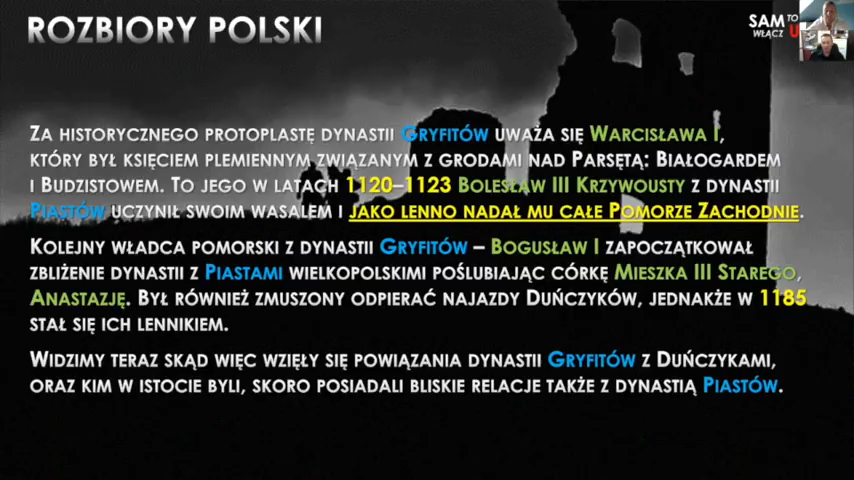 ROZBIORY POLSKI
SAM TO
WŁĄCZ U
ZA HISTORYCZNEGO PROTOPLASTĘ DYNASTII GRYFITÓW UWAŻA SIĘ WARCISŁAWA I,
KTÓRY BYŁ KSIĘCIEM PLEMIENNYM ZWIĄZANYM Z GRODAMI NAD PARSĘTĄ: BIAŁOGARDEM
I BUDZISTOWEM. TO JEGO W LATACH 1120–1123 BOLESŁAW III KRZYWOUSTY Z DYNASTII
PIASTÓW UCZYNIŁ SWOIM WASALEM I JAKO LENNO NADAŁ MU CAŁE POMORZE ZACHODNIE.
KOLEJNY WŁADCA POMORSKI Z DYNASTII GRYFITÓW – BOGUSŁAW I ZAPOCZĄTKOWAŁ
ZBLIŻENIE DYNASTII Z PIASTAMI WIELKOPOLSKIMI POŚLUBIAJĄC CÓRKĘ MIESZKA III STAREGO,
ANASTAZJĘ. BYŁ RÓWNIEŻ ZMUSZONY ODPIERAĆ NAJAZDY DUŃCZYKÓW, JEDNAKŻE W 1185
STAŁ SIĘ ICH LENNIKIEM.
WIDZIMY TERAZ SKĄD WIĘC WZIĘŁY SIĘ POWIĄZANIA DYNASTII GRYFITÓW Z DUŃCZYKAMI,
ORAZ KIM W ISTOCIE BYLI, SKORO POSIADALI BLISKIE RELACJE TAKŻE Z DYNASTIĄ PIASTÓW.